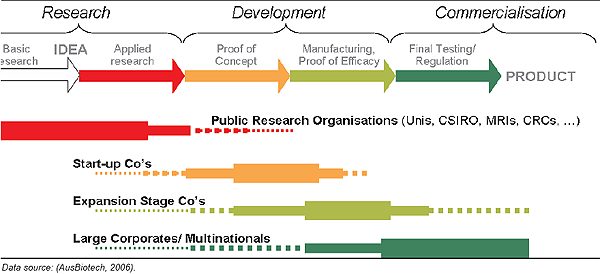 Research
Development
Commercialisation
Basic
research
IDEA
Applied
research
Proof of
Concept
Manufacturing,
Proof of Efficacy
Final Testing/
Regulation
PRODUCT
Public Research Organisations (Unis, CSIRO, MRIs, CRCs, ...)
Start-up Co's
Expansion Stage Co's
Large Corporates/ Multinationals
Data source: (AusBiotech, 2006).